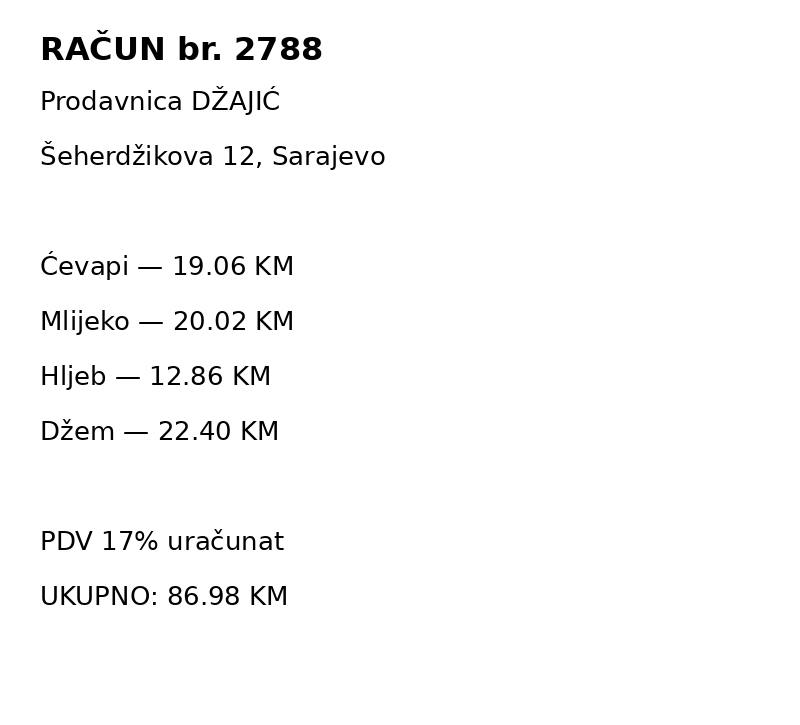 RAČUN br. 2788
Prodavnica DŽAJIĆ
Šeherdžikova 12, Sarajevo
Ćevapi — 19.06 KM
Mlijeko — 20.02 KM
Hljeb — 12.86 KM
Džem — 22.40 KM
PDV 17% uračunat
UKUPNO: 86.98 KM